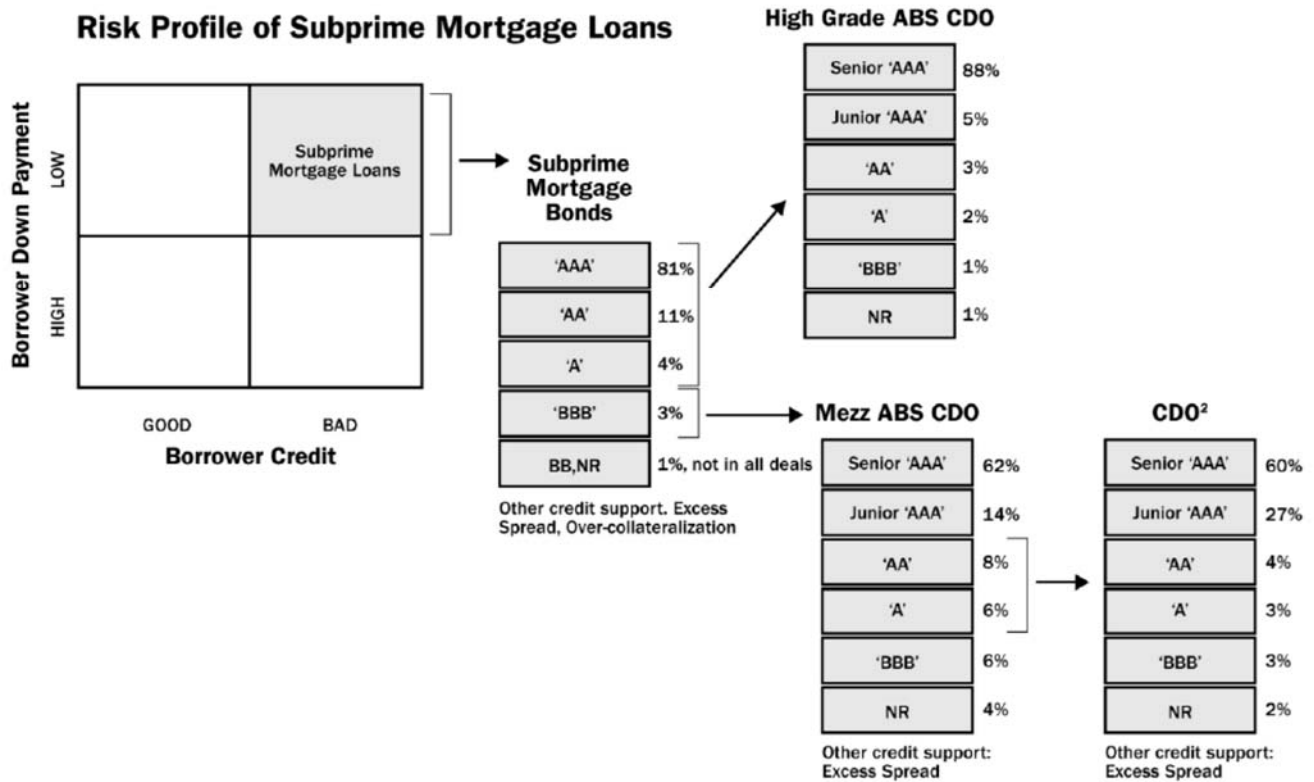 Risk Profile of Subprime Mortgage Loans
Borrower Down Payment
LOW
HIGH
Subprime
Mortgage Loans
GOOD
BAD
Borrower Credit
Subprime
Mortgage
Bonds
'AAA' 81%
'AA' 11%
'A' 4%
'BBB' 3%
BB,NR 1%, not in all deals
Other credit support. Excess
Spread, Over-collateralization
High Grade ABS CDO
Senior 'AAA' 88%
Junior 'AAA' 5%
'AA' 3%
'A' 2%
'BBB' 1%
NR 1%
Mezz ABS CDO
Senior 'AAA' 62%
Junior 'AAA' 14%
'AA' 8%
'A' 6%
'BBB' 6%
NR 4%
Other credit support:
Excess Spread
CDO²
Senior 'AAA' 60%
Junior 'AAA' 27%
'AA' 4%
'A' 3%
'BBB' 3%
NR 2%
Other credit support:
Excess Spread